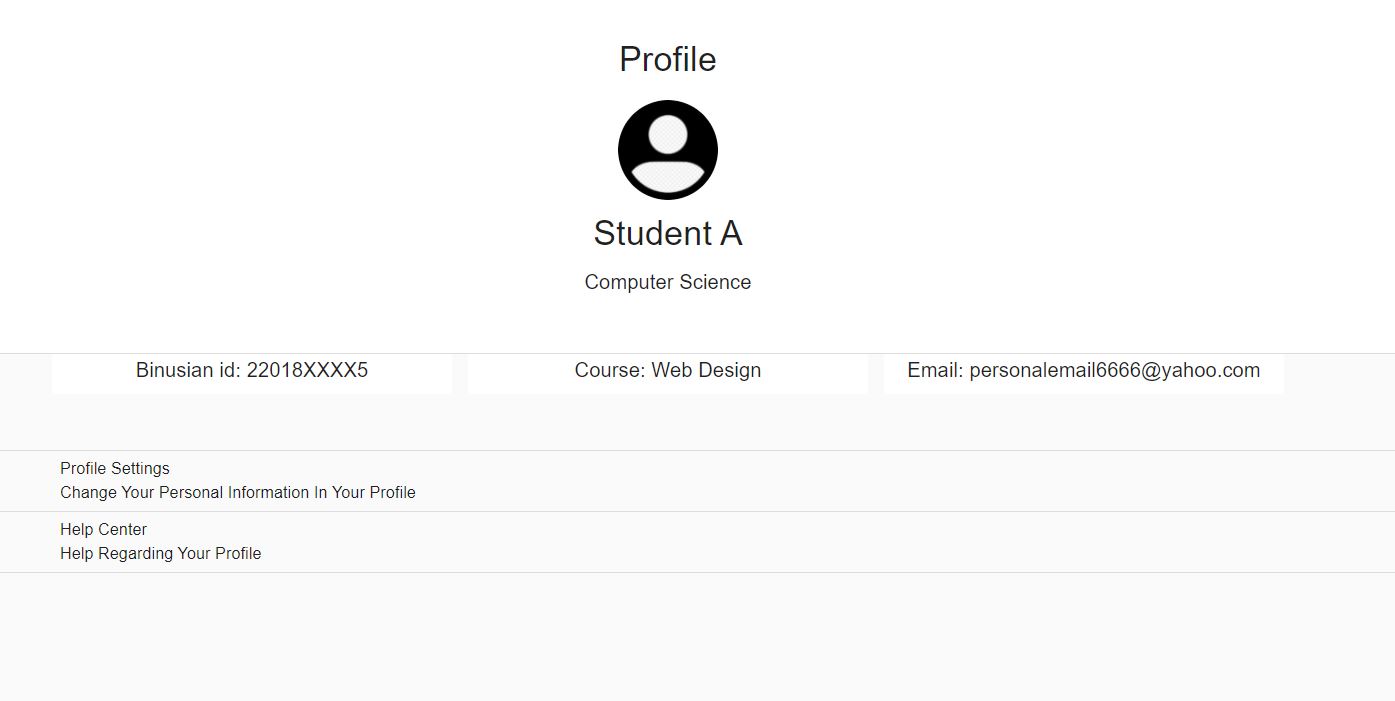 Profile
Student A
Computer Science
Binusian id: 22018XXXX5
Course: Web Design
Email: personalemail6666@yahoo.com
Profile Settings
Change Your Personal Information In Your Profile
Help Center
Help Regarding Your Profile